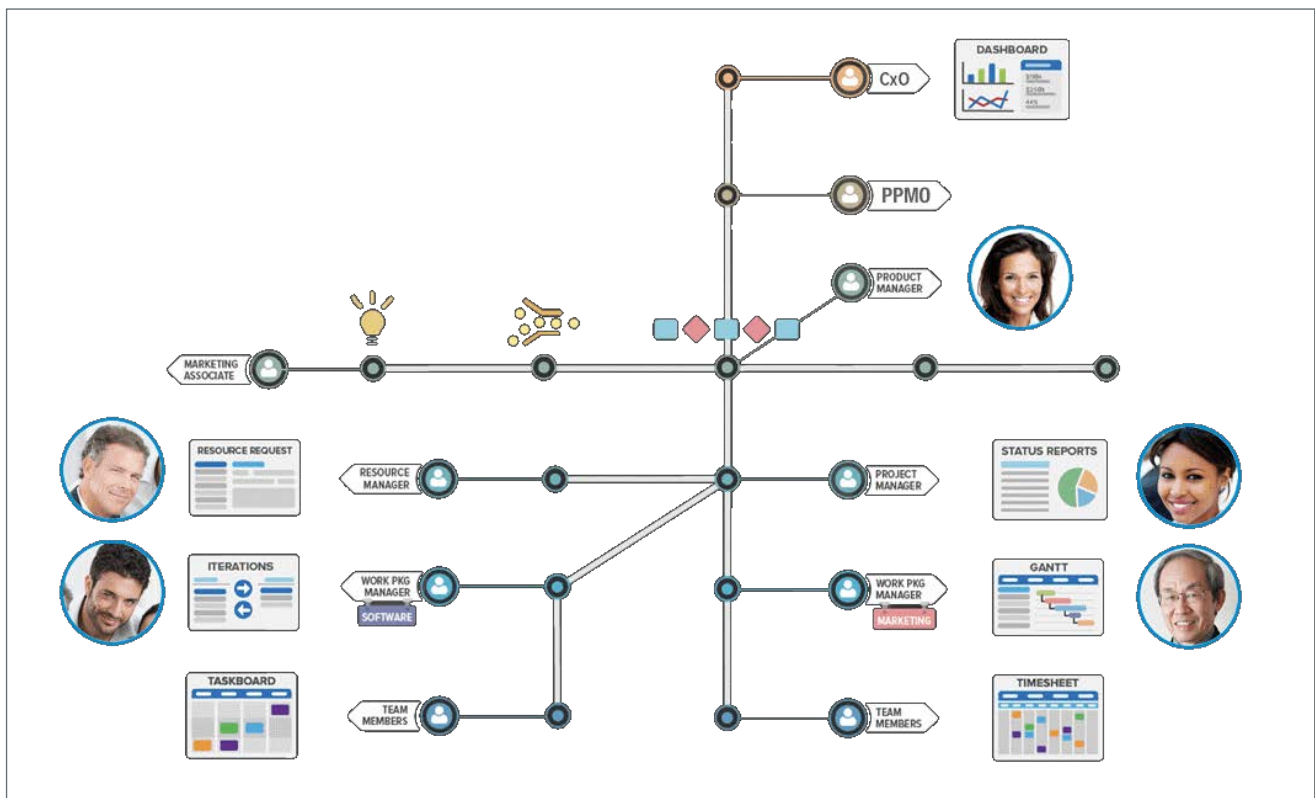 DASHBOARD
CxO
44%
PPMO
PRODUCT
MANAGER
MARKETING
ASSOCIATE
RESOURCE REQUEST
RESOURCE
MANAGER
PROJECT
MANAGER
STATUS REPORTS
ITERATIONS
WORK PKG
MANAGER
SOFTWARE
WORK PKG
MANAGER
MARKETING
GANTT
TASKBOARD
TEAM
MEMBERS
TEAM
MEMBERS
TIMESHEET